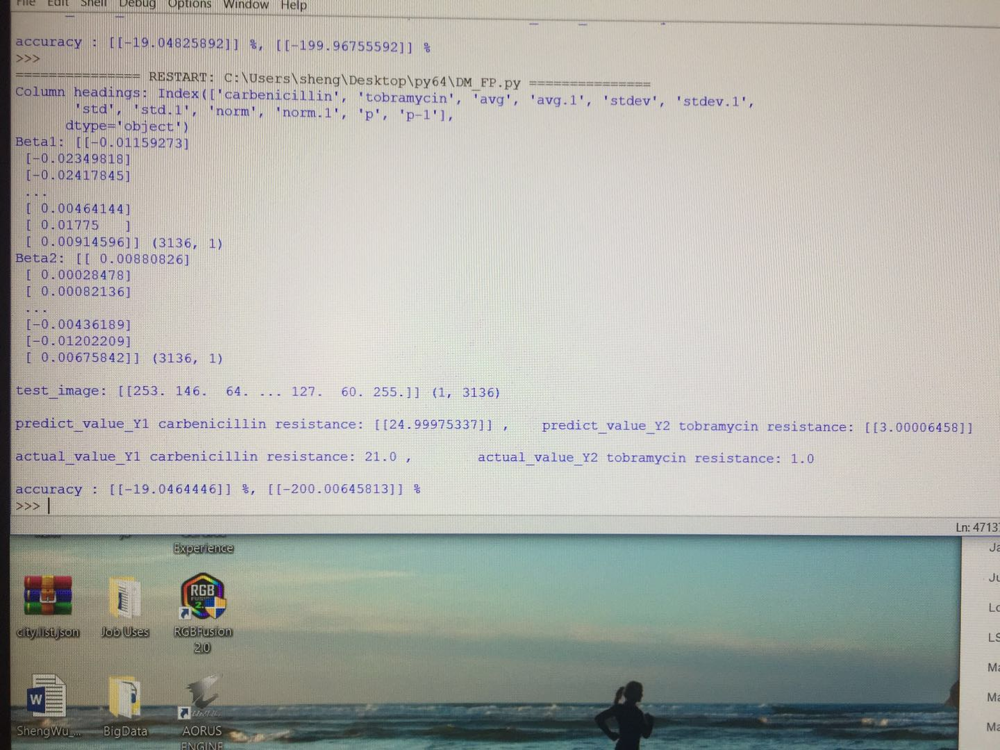 File Edit Shell Debug Options Window Help
accuracy : [[-19.04825892]] %, [[-199.96755592]] %
>>>
=============== RESTART: C:\Users\sheng\Desktop\py64\DM_FP.py ===============
Column headings: Index(['carbenicillin', 'tobramycin', 'avg', 'avg.1', 'stdev', 'stdev.1',
'std', 'std.1', 'norm', 'norm.1', 'p', 'p-1'],
dtype='object')
Beta1: [[-0.01159273]
[-0.02349818]
[-0.02417845]
...
[ 0.00464144]
[ 0.01775    ]
[ 0.00914596]] (3136, 1)
Beta2: [[ 0.00880826]
[ 0.00028478]
[ 0.00082136]
...
[-0.00436189]
[-0.01202209]
[ 0.00675842]] (3136, 1)
test_image: [[253. 146.  64. ... 127.  60. 255.]] (1, 3136)
predict_value_Y1 carbenicillin resistance: [[24.99975337]] ,    predict_value_Y2 tobramycin resistance: [[3.00006458]]
actual_value_Y1 carbenicillin resistance: 21.0 ,        actual_value_Y2 tobramycin resistance: 1.0
accuracy : [[-19.0464446]] %, [[-200.00645813]] %
>>>
Ln: 47137
Experience
RGB
2.
city.list.json Job Uses RGBFusion
2.0
W
ShengWu_... BigData AORUS
ENGINE
Ja
Ju
Lo
LS
Ma
Ma
Ma